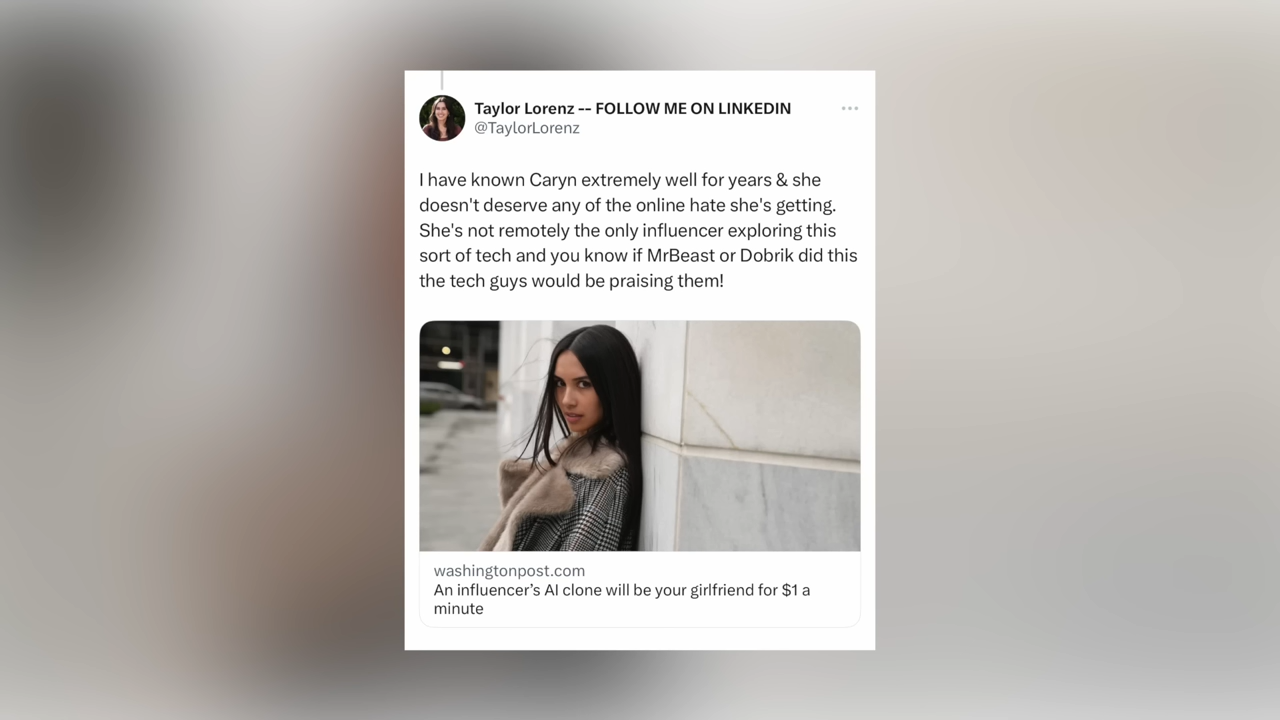 Taylor Lorenz -- FOLLOW ME ON LINKEDIN
@TaylorLorenz
I have known Caryn extremely well for years & she
doesn't deserve any of the online hate she's getting.
She's not remotely the only influencer exploring this
sort of tech and you know if MrBeast or Dobrik did this
the tech guys would be praising them!
washingtonpost.com
An influencer’s AI clone will be your girlfriend for $1 a
minute